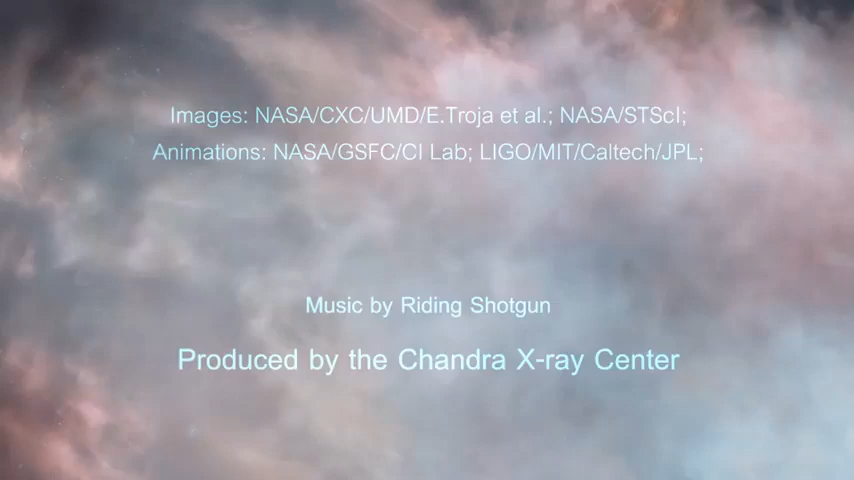 Images: NASA/CXC/UMD/E.Troja et al.; NASA/STScI;
Animations: NASA/GSFC/CI Lab; LIGO/MIT/Caltech/JPL;
Music by Riding Shotgun
Produced by the Chandra X-ray Center